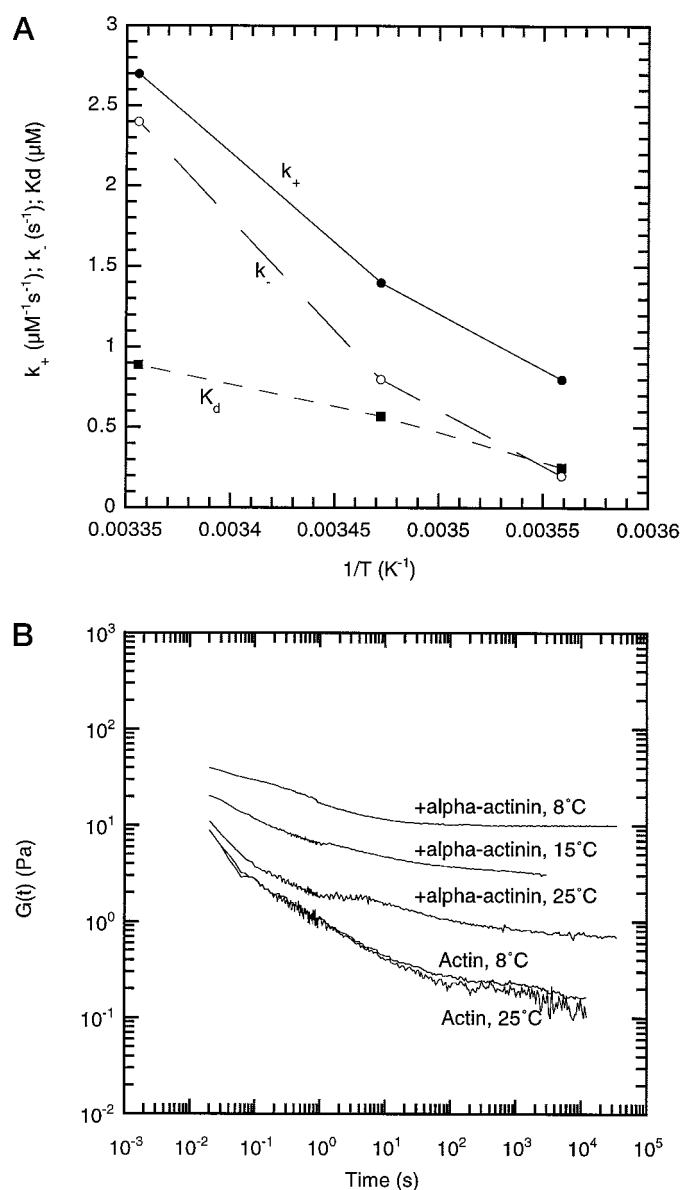 A
3
2.5
2
1.5
1
0.5
0
k₊ (µM⁻¹s⁻¹); k₋ (s⁻¹); Kd (µM)
k₊
k₋
K_d
0.00335 0.0034 0.00345 0.0035 0.00355 0.0036
1/T (K⁻¹)
B
10³
10²
10¹
10⁰
10⁻¹
10⁻²
G(t) (Pa)
+alpha-actinin, 8˚C
+alpha-actinin, 15˚C
+alpha-actinin, 25˚C
Actin, 8˚C
Actin, 25˚C
10⁻³ 10⁻² 10⁻¹ 10⁰ 10¹ 10² 10³ 10⁴ 10⁵
Time (s)